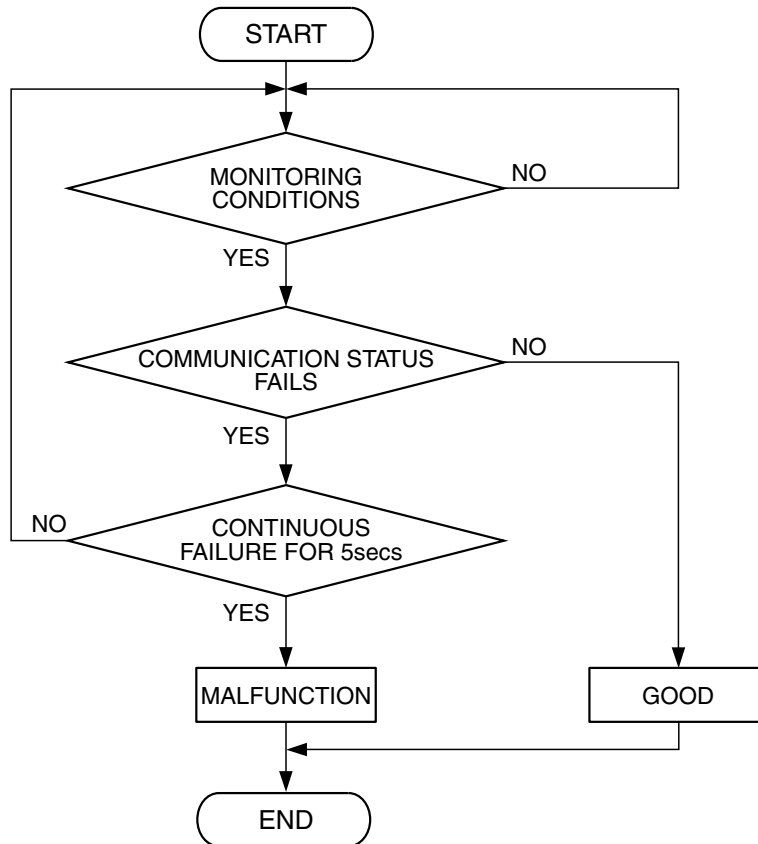 START
MONITORING
CONDITIONS
NO
YES
COMMUNICATION STATUS
FAILS
NO
YES
CONTINUOUS
FAILURE FOR 5secs
NO
YES
MALFUNCTION
GOOD
END